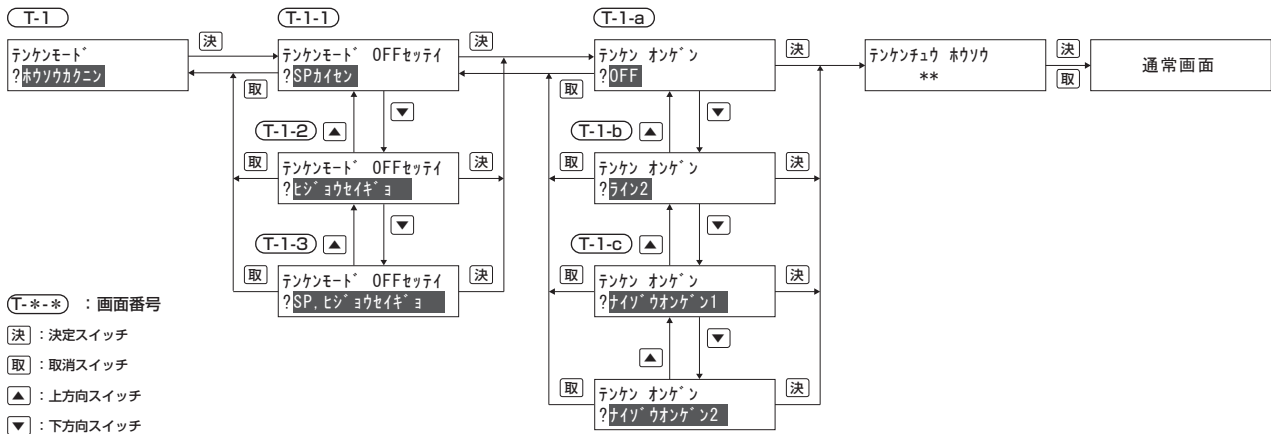 T-1
テンケンモード
?ホウソウカクニン
決
取
T-1-1
テンケンモード OFFセッテイ
?SPカイセン
決
取
▼
T-1-2
▲
テンケンモード OFFセッテイ
?ヒジョウセイギョ
取
決
▼
T-1-3
▲
テンケンモード OFFセッテイ
?SP,ヒジョウセイギョ
取
決
T-1-a
テンケン オンゲン
?OFF
決
取
▼
T-1-b
▲
テンケン オンゲン
?ライン2
取
決
▼
T-1-c
▲
テンケン オンゲン
?ナイゾウオンゲン1
取
決
▼
▲
テンケン オンゲン
?ナイゾウオンゲン2
取
決
テンケンチュウ ホウソウ
**
決
取
通常画面
T-*-* :画面番号
決 :決定スイッチ
取 :取消スイッチ
▲ :上方向スイッチ
▼ :下方向スイッチ